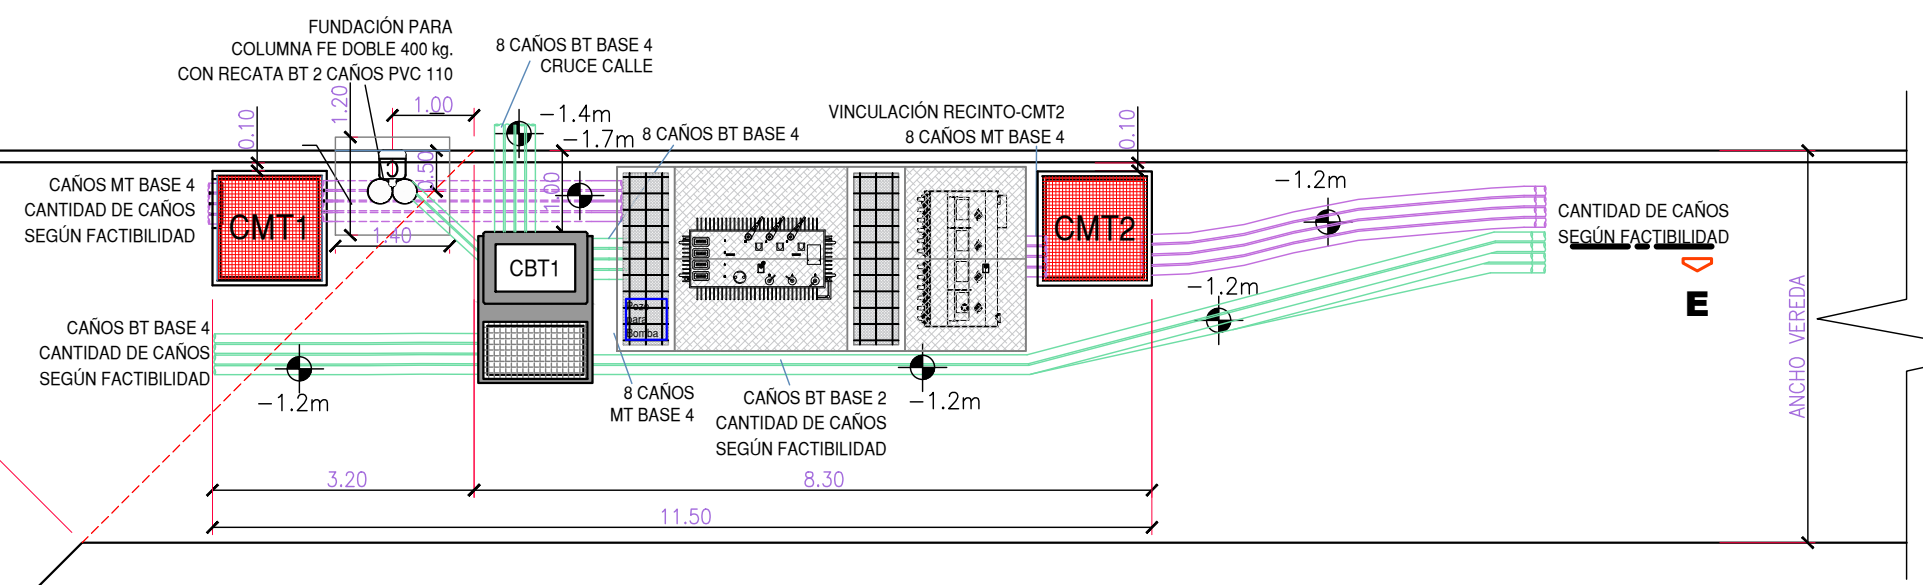 FUNDACIÓN PARA
COLUMNA FE DOBLE 400 kg.
CON RECATA BT 2 CAÑOS PVC 110
8 CAÑOS BT BASE 4
CRUCE CALLE
1.20
1.00
0.10
-1.4m
-1.7m
8 CAÑOS BT BASE 4
VINCULACIÓN RECINTO-CMT2
8 CAÑOS MT BASE 4
0.10
CAÑOS MT BASE 4
CANTIDAD DE CAÑOS
SEGÚN FACTIBILIDAD
CMT1
0.50
1.40
1.00
CBT1
CMT2
-1.2m
CANTIDAD DE CAÑOS
SEGÚN FACTIBILIDAD
E
-1.2m
Pozo
para
Bomba
CAÑOS BT BASE 4
CANTIDAD DE CAÑOS
SEGÚN FACTIBILIDAD
-1.2m
8 CAÑOS
MT BASE 4
CAÑOS BT BASE 2
CANTIDAD DE CAÑOS
SEGÚN FACTIBILIDAD
-1.2m
ANCHO VEREDA
3.20
8.30
11.50